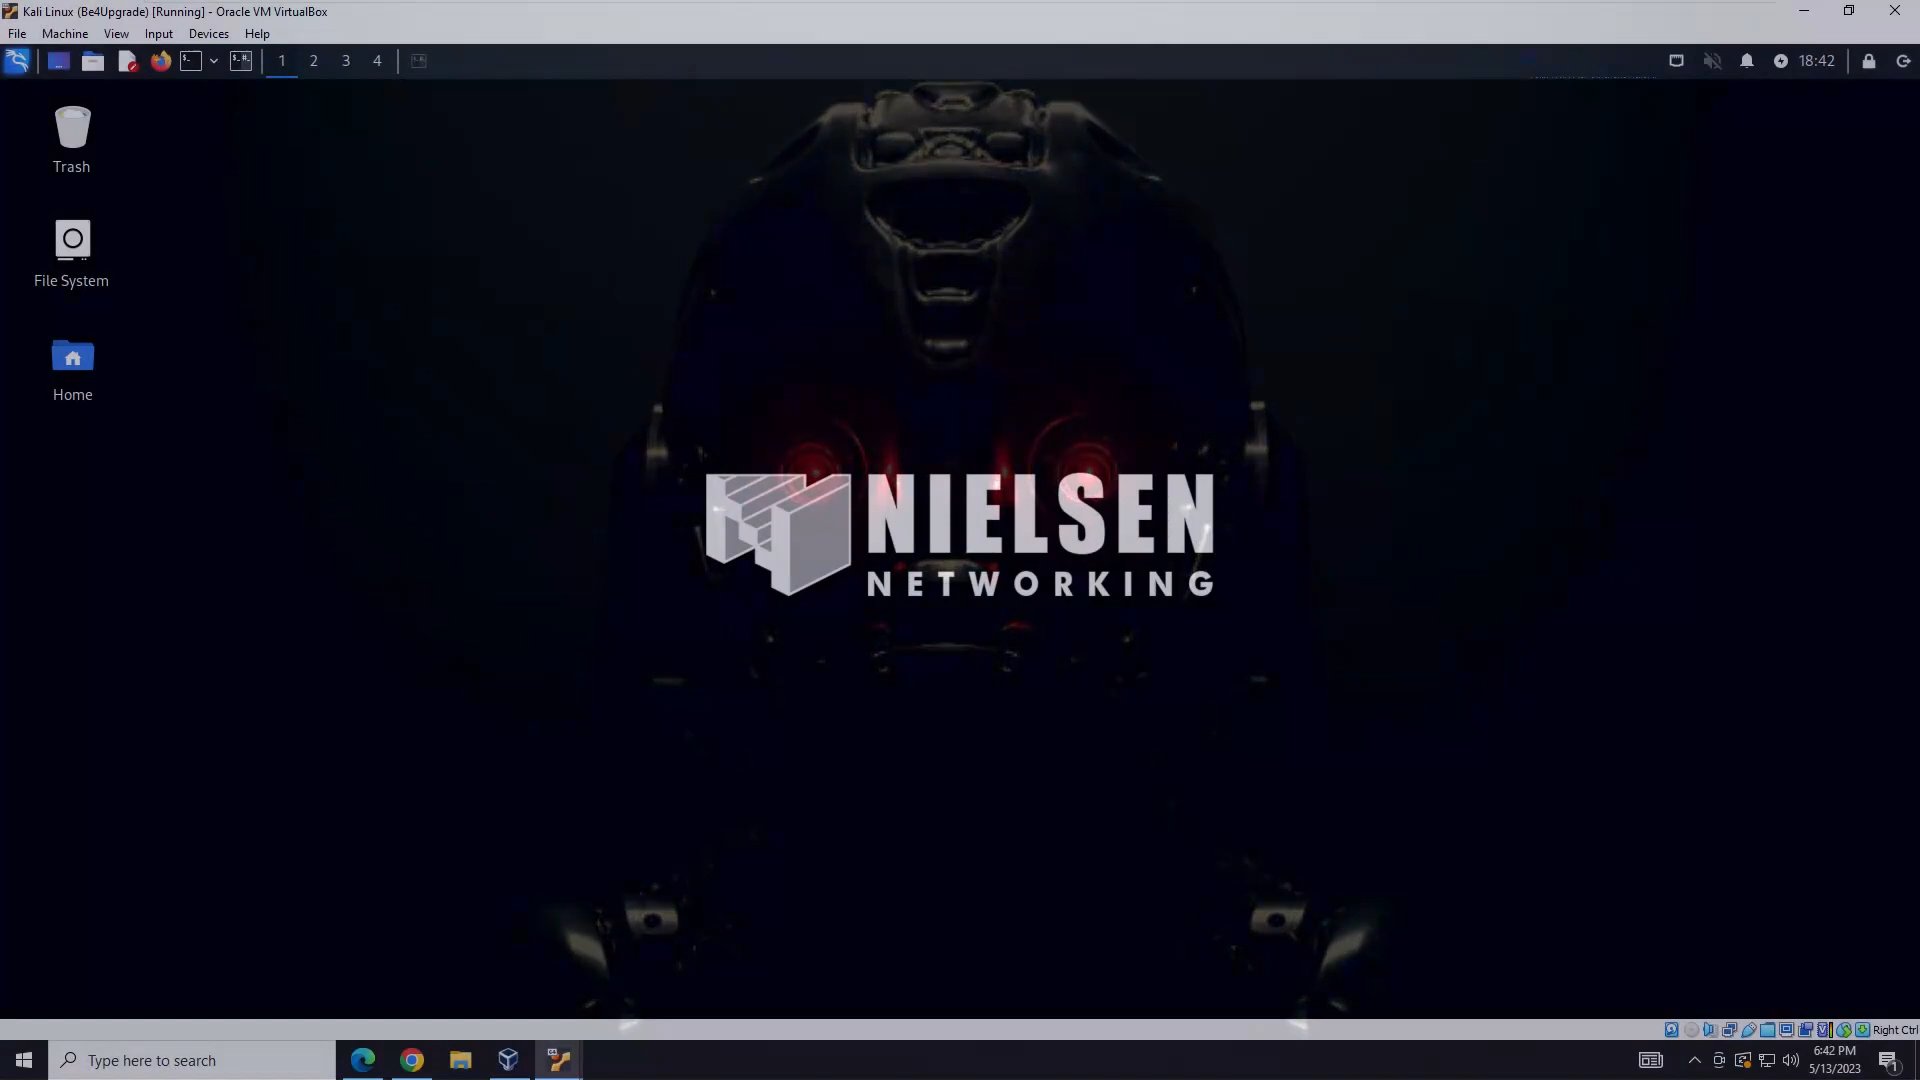 Kali Linux (Be4Upgrade) [Running] - Oracle VM VirtualBox
File Machine View Input Devices Help
1 2 3 4 18:42
Trash
File System
Home
NIELSEN
NETWORKING
Right Ctrl
Type here to search
6:42 PM
5/13/2023
1